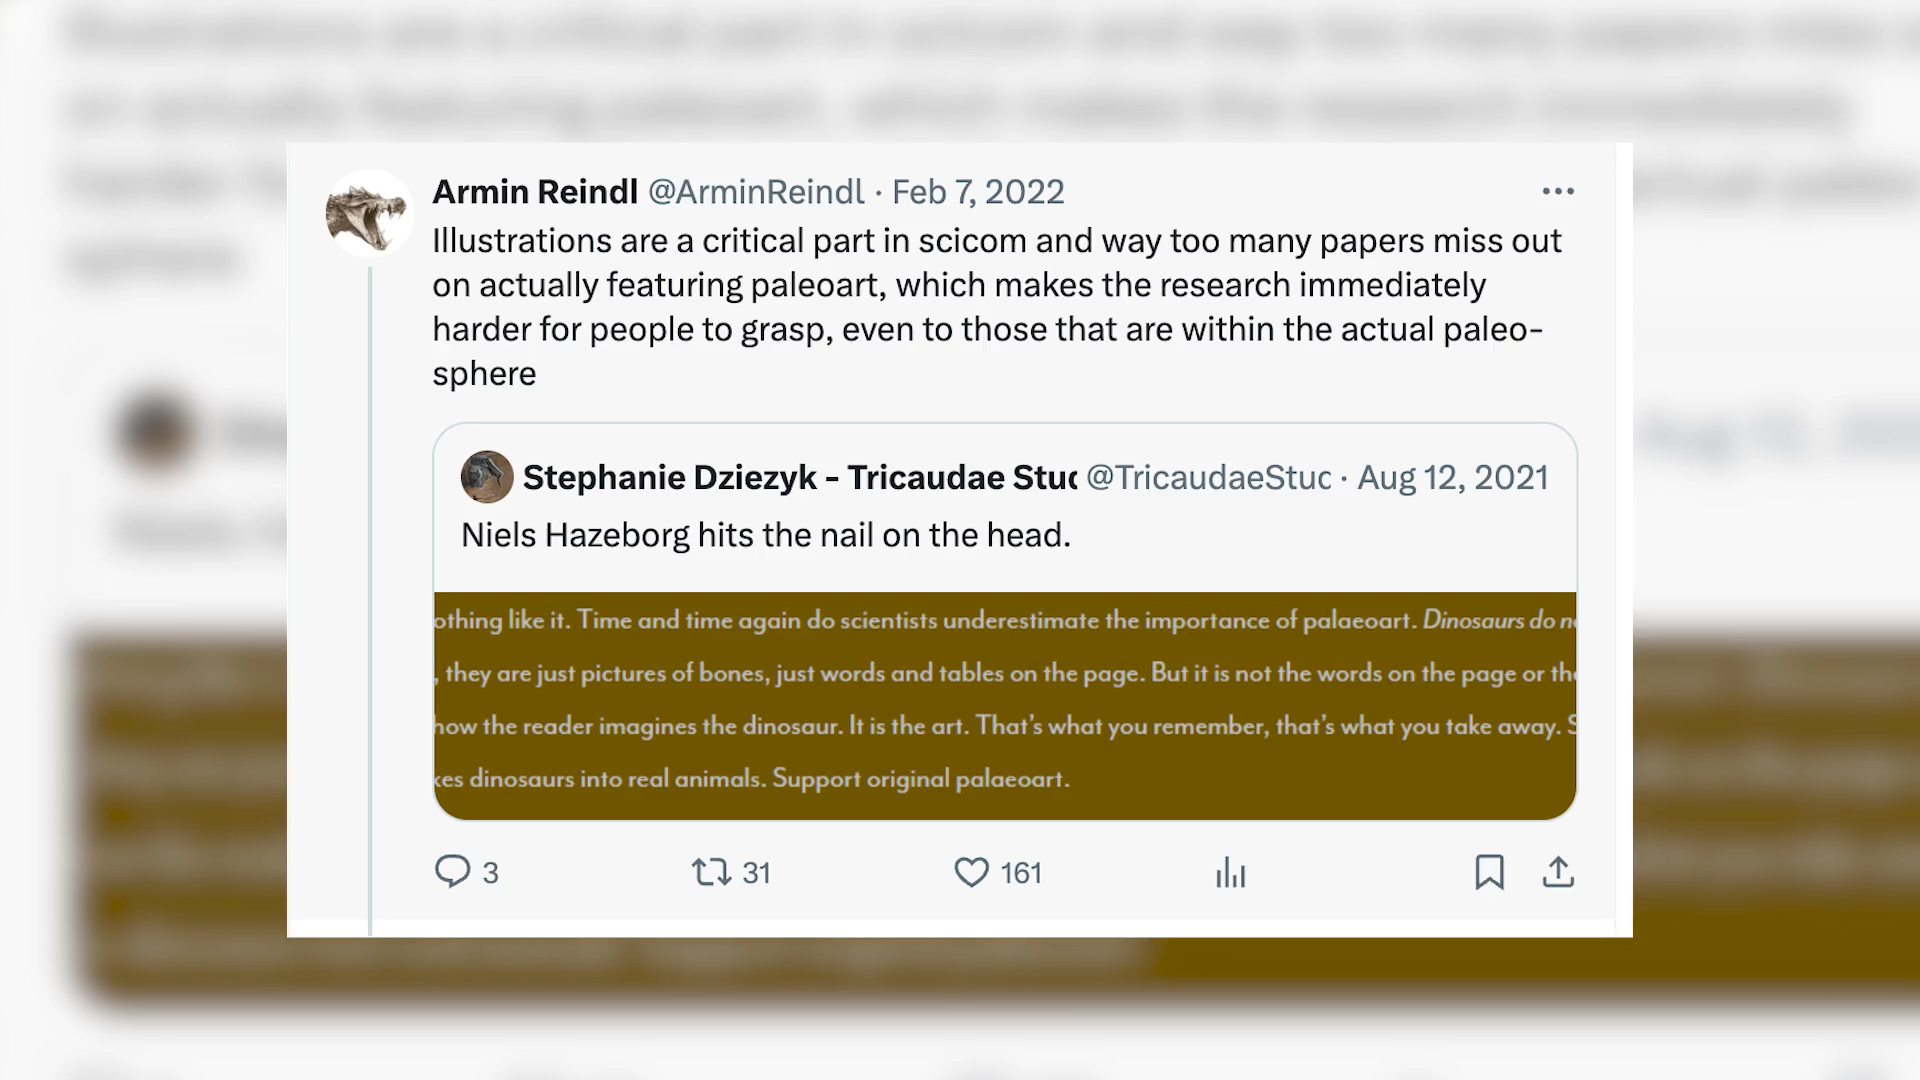 Armin Reindl @ArminReindl · Feb 7, 2022
Illustrations are a critical part in scicom and way too many papers miss out
on actually featuring paleoart, which makes the research immediately
harder for people to grasp, even to those that are within the actual paleo-
sphere
Stephanie Dziezyk - Tricaudae Stuc @TricaudaeStuc · Aug 12, 2021
Niels Hazeborg hits the nail on the head.
othing like it. Time and time again do scientists underestimate the importance of palaeoart. Dinosaurs do
, they are just pictures of bones, just words and tables on the page. But it is not the words on the page or
how the reader imagines the dinosaur. It is the art. That's what you remember, that's what you take away.
kes dinosaurs into real animals. Support original palaeoart.
3 31 161